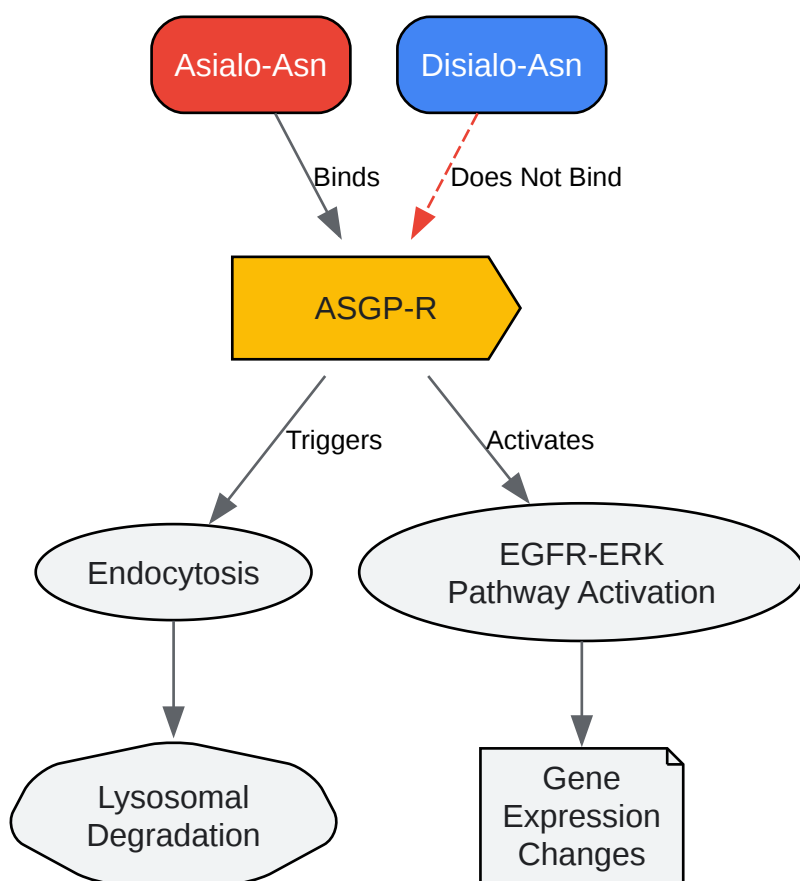 Asialo-Asn
Disialo-Asn
Binds
Does Not Bind
ASGP-R
Triggers
Activates
Endocytosis
EGFR-ERK
Pathway Activation
Lysosomal
Degradation
Gene
Expression
Changes